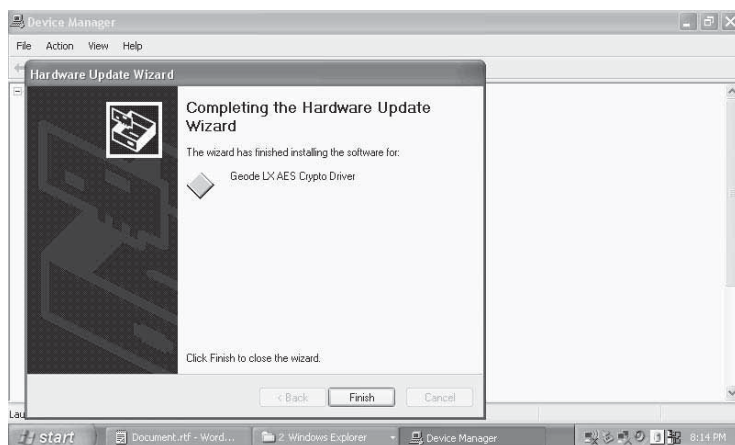 Device Manager
File Action View Help
Hardware Update Wizard
Completing the Hardware Update
Wizard
The wizard has finished installing the software for:
Geode LX AES Crypto Driver
Click Finish to close the wizard.
< Back Finish Cancel
Lau
start Document.rtf - Word... 2 Windows Explorer Device Manager 8:14 PM